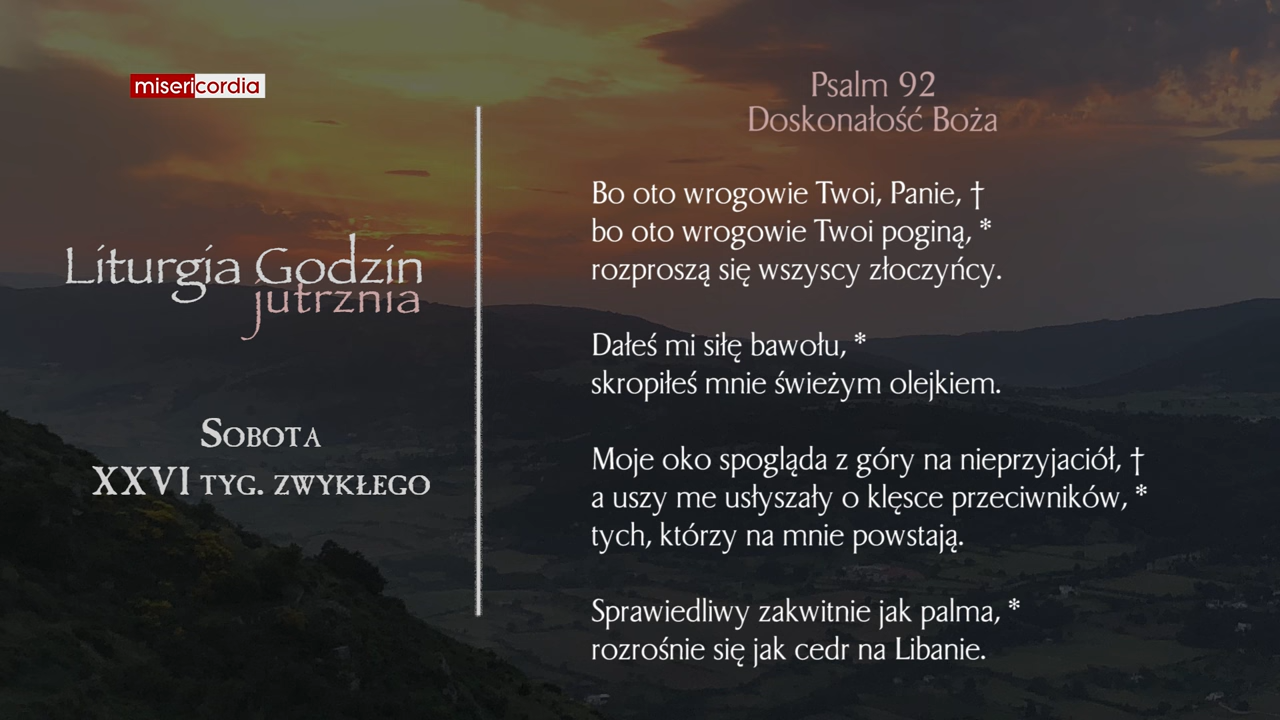 misericordia
Liturgia Godzin
jutrznia
Sobota
XXVI tyg. zwykłego
Psalm 92
Doskonałość Boża
Bo oto wrogowie Twoi, Panie, †
bo oto wrogowie Twoi poginą, *
rozproszą się wszyscy złoczyńcy.
Dałeś mi siłę bawołu, *
skropiłeś mnie świeżym olejkiem.
Moje oko spogląda z góry na nieprzyjaciół, †
a uszy me usłyszały o klęsce przeciwników, *
tych, którzy na mnie powstają.
Sprawiedliwy zakwitnie jak palma, *
rozrośnie się jak cedr na Libanie.